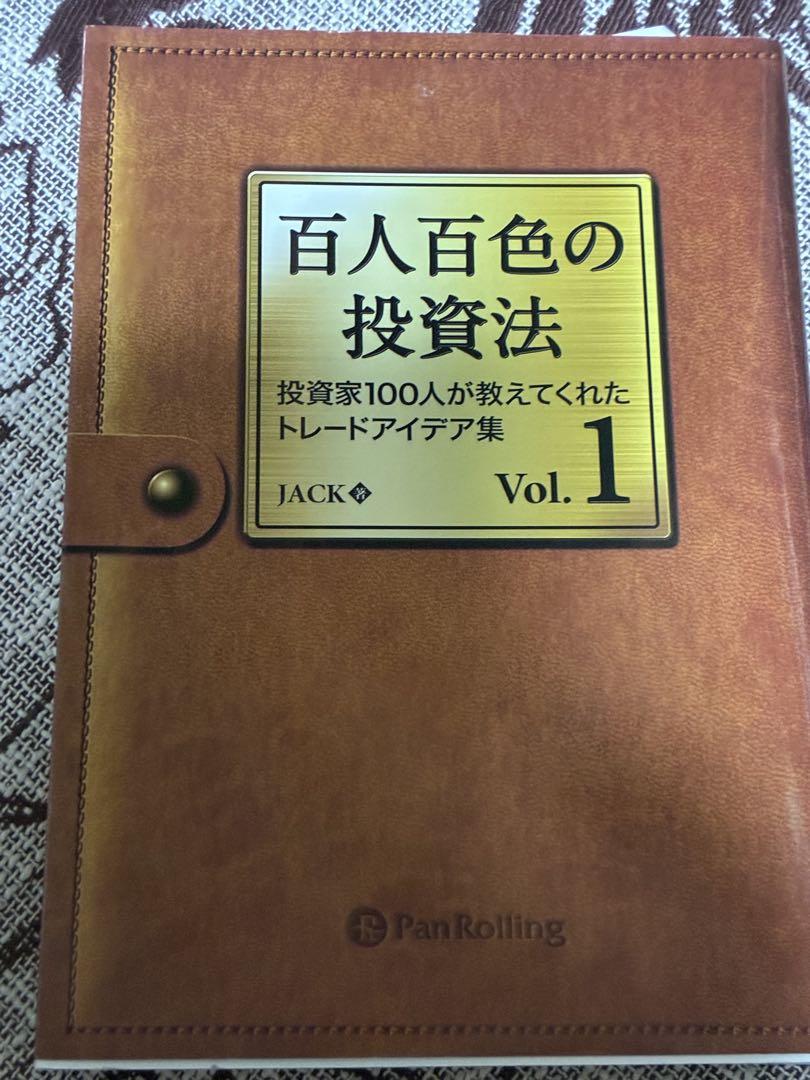 百人百色の
投資法
投資家100人が教えてくれた
トレードアイデア集
JACK著
Vol.1
PanRolling